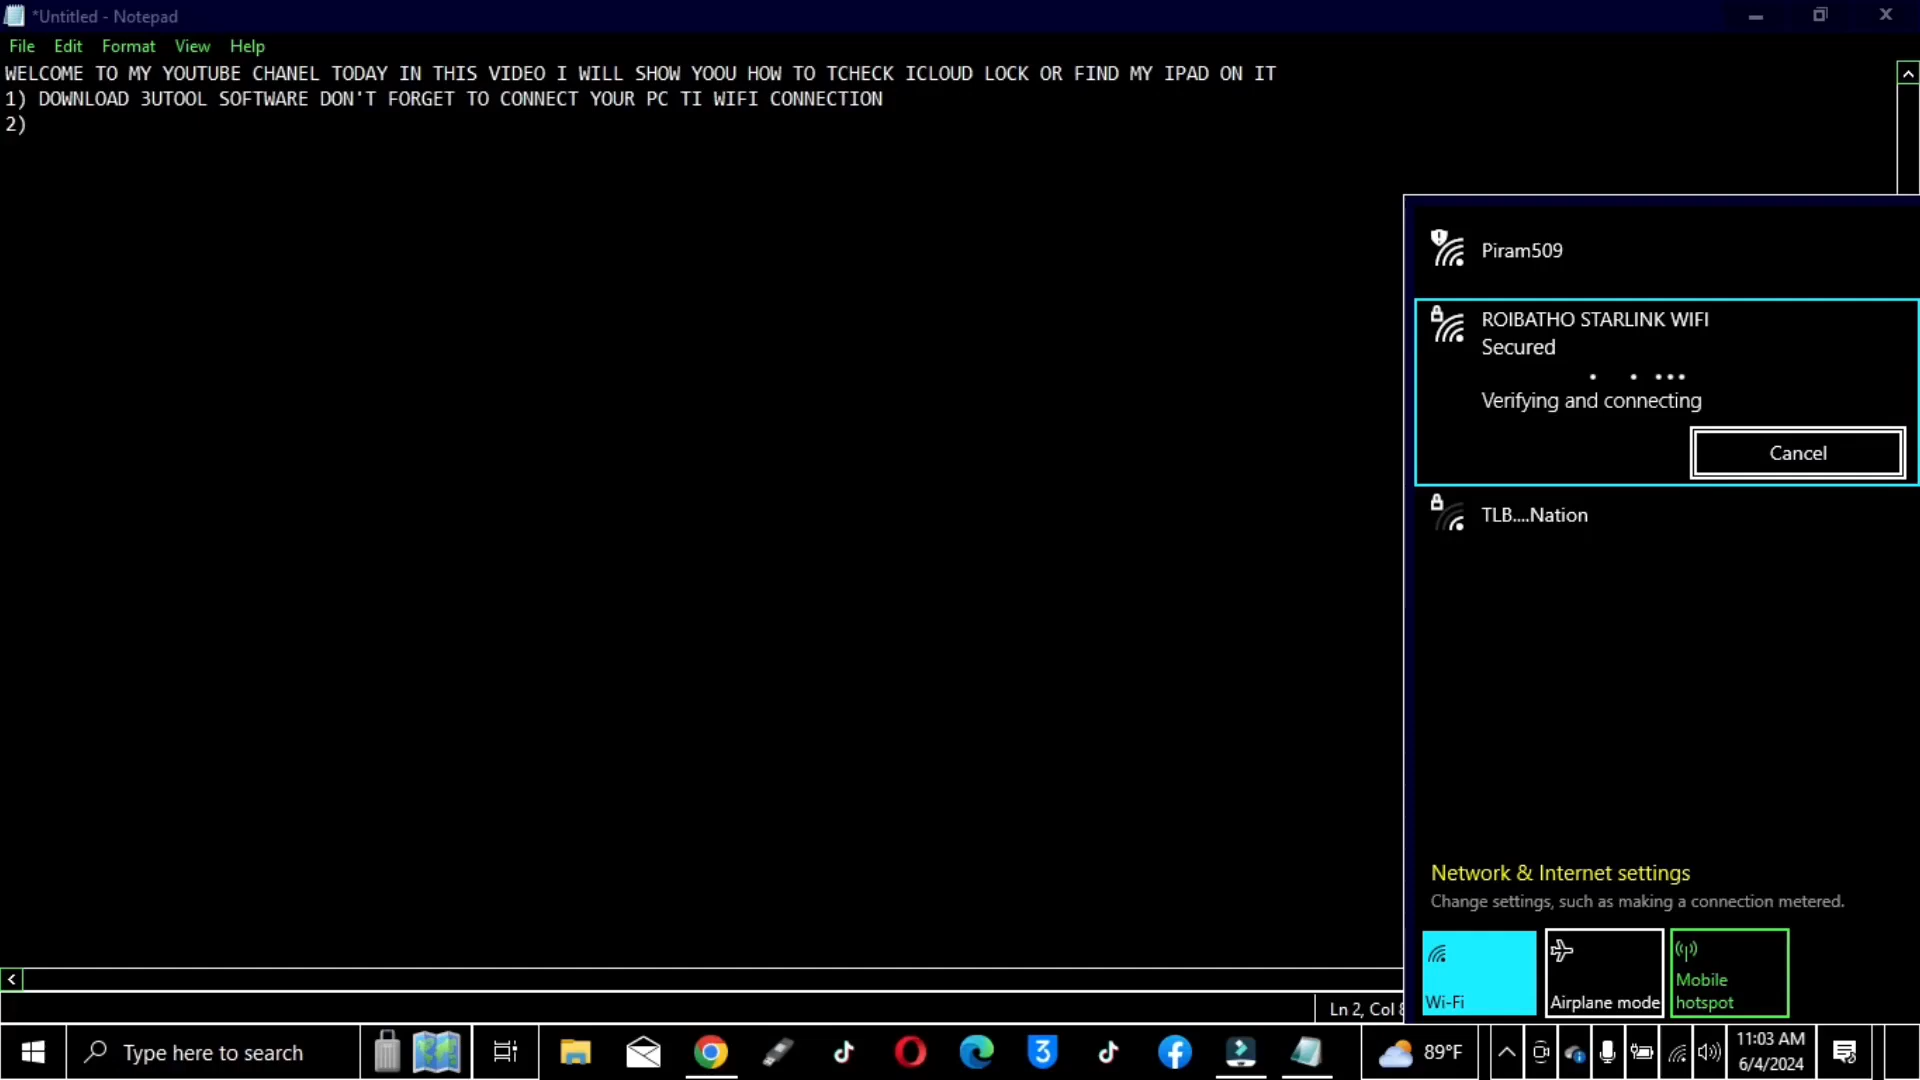 *Untitled - Notepad
File Edit Format View Help
WELCOME TO MY YOUTUBE CHANEL TODAY IN THIS VIDEO I WILL SHOW YOOU HOW TO TCHECK ICLOUD LOCK OR FIND MY IPAD ON IT
1) DOWNLOAD 3UTOOL SOFTWARE DON'T FORGET TO CONNECT YOUR PC TI WIFI CONNECTION
2)
Piram509
ROIBATHO STARLINK WIFI
Secured
Verifying and connecting
Cancel
TLB....Nation
Network & Internet settings
Change settings, such as making a connection metered.
Wi-Fi
Airplane mode
Mobile
hotspot
Ln 2, Col
Type here to search
89°F
11:03 AM
6/4/2024